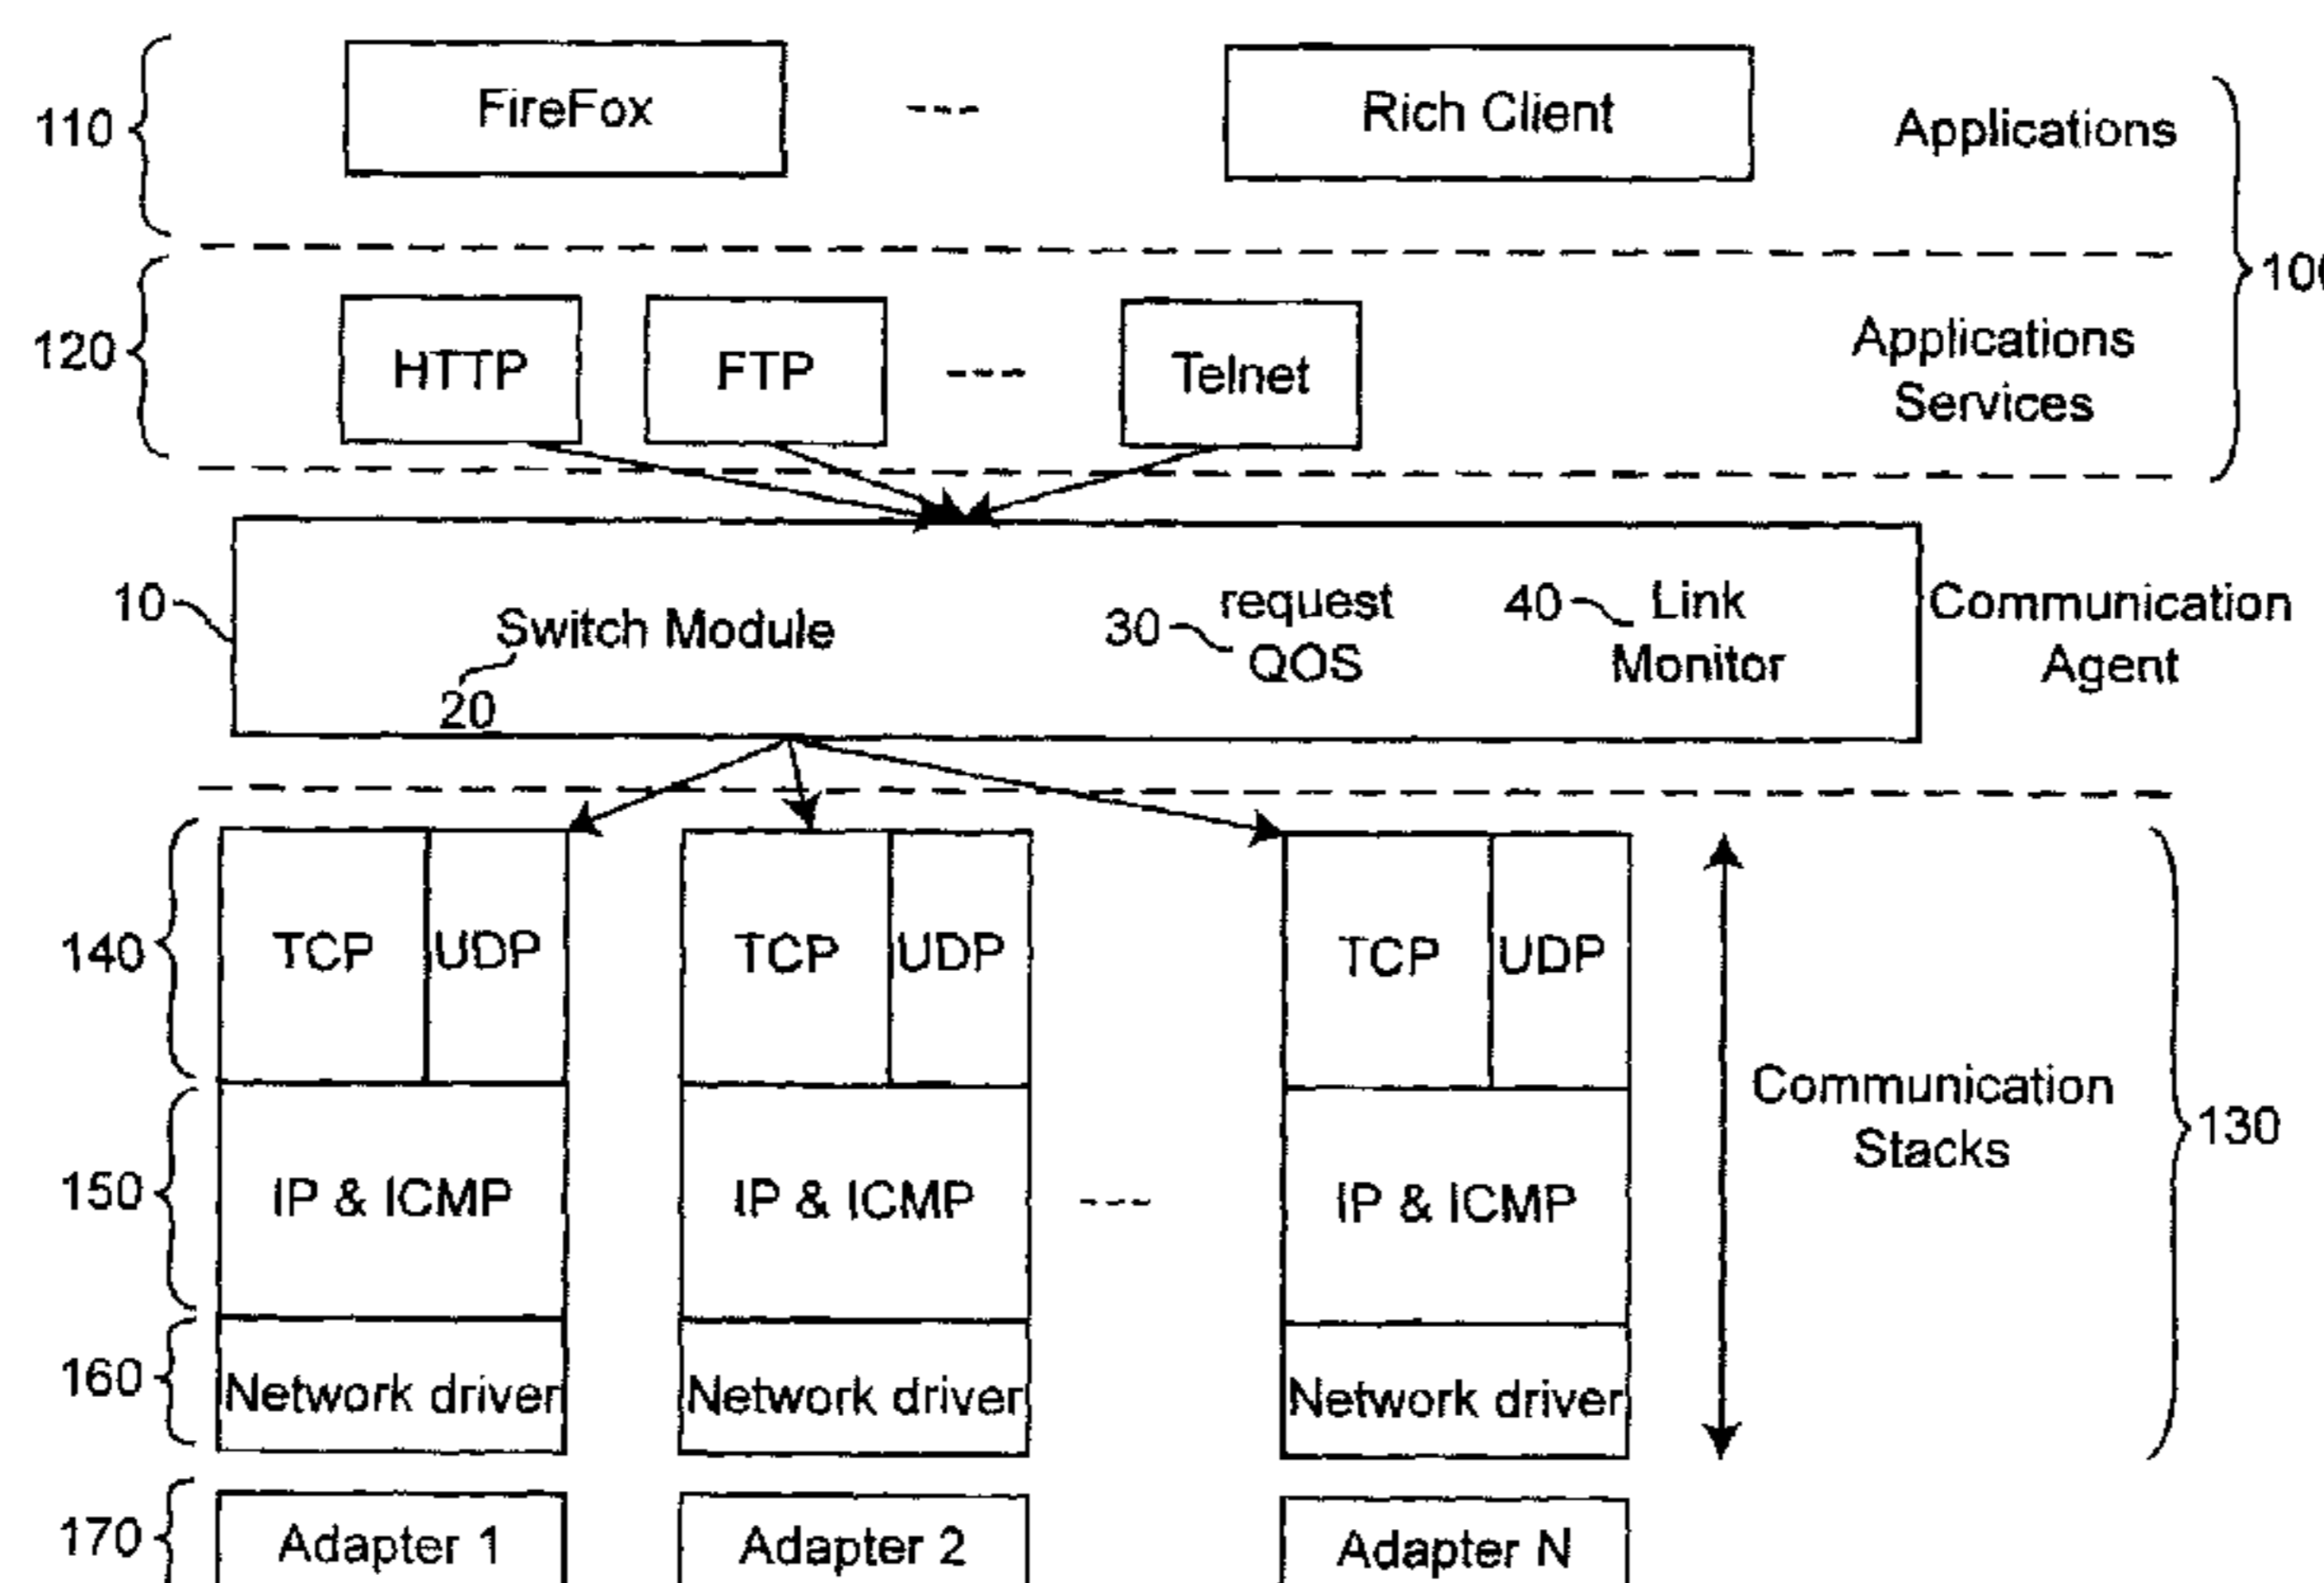 110
FireFox
---
Rich Client
Applications
100
120
HTTP
FTP
---
Telnet
Applications
Services
10
Switch Module
20
30
request
QOS
40
Link
Monitor
Communication
Agent
140
TCP
UDP
TCP
UDP
TCP
UDP
Communication
Stacks
130
150
IP & ICMP
IP & ICMP
---
IP & ICMP
160
Network driver
Network driver
Network driver
170
Adapter 1
Adapter 2
Adapter N